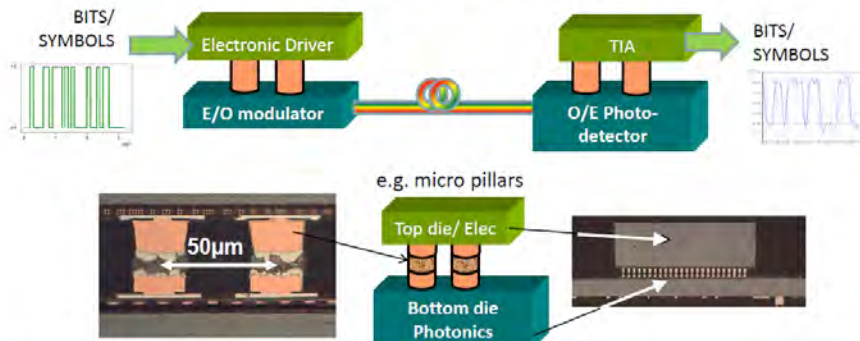 BITS/
SYMBOLS
Electronic Driver
E/O modulator
TIA
O/E Photo-
detector
BITS/
SYMBOLS
e.g. micro pillars
50µm
Top die/ Elec
Bottom die
Photonics